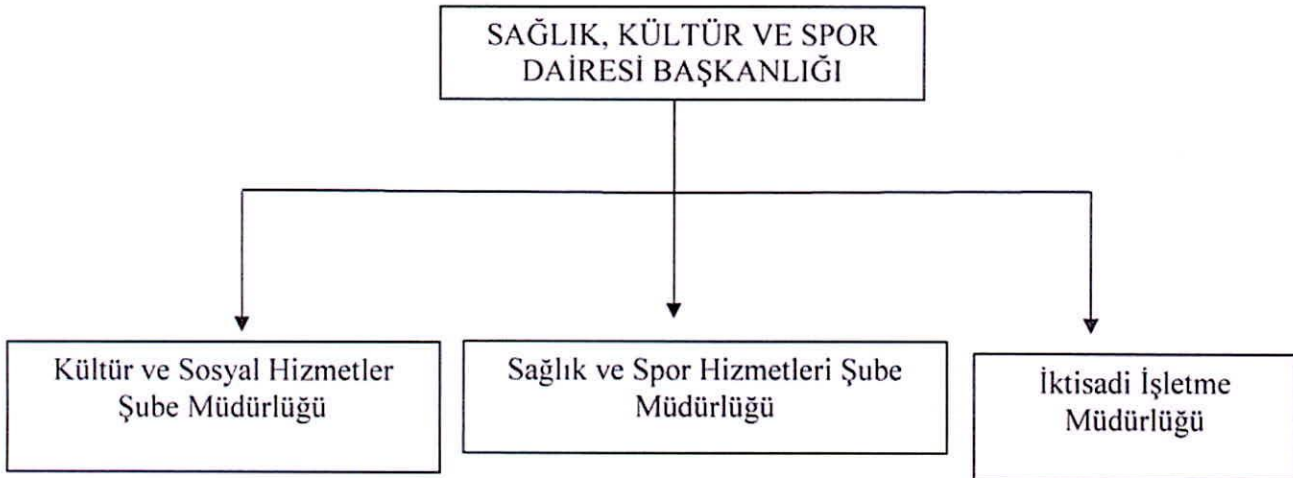 SAĞLIK, KÜLTÜR VE SPOR
DAİRESİ BAŞKANLIĞI
Kültür ve Sosyal Hizmetler
Şube Müdürlüğü
Sağlık ve Spor Hizmetleri Şube
Müdürlüğü
İktisadi İşletme
Müdürlüğü